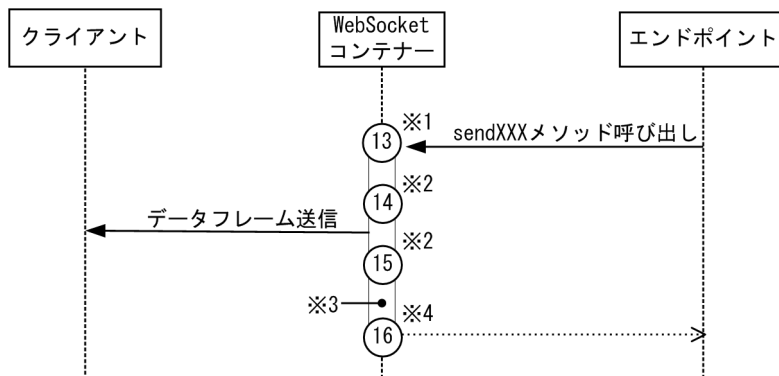 クライアント
WebSocket
コンテナー
エンドポイント
※1
13
sendXXXメソッド呼び出し
※2
14
データフレーム送信
※2
15
※3
※4
16